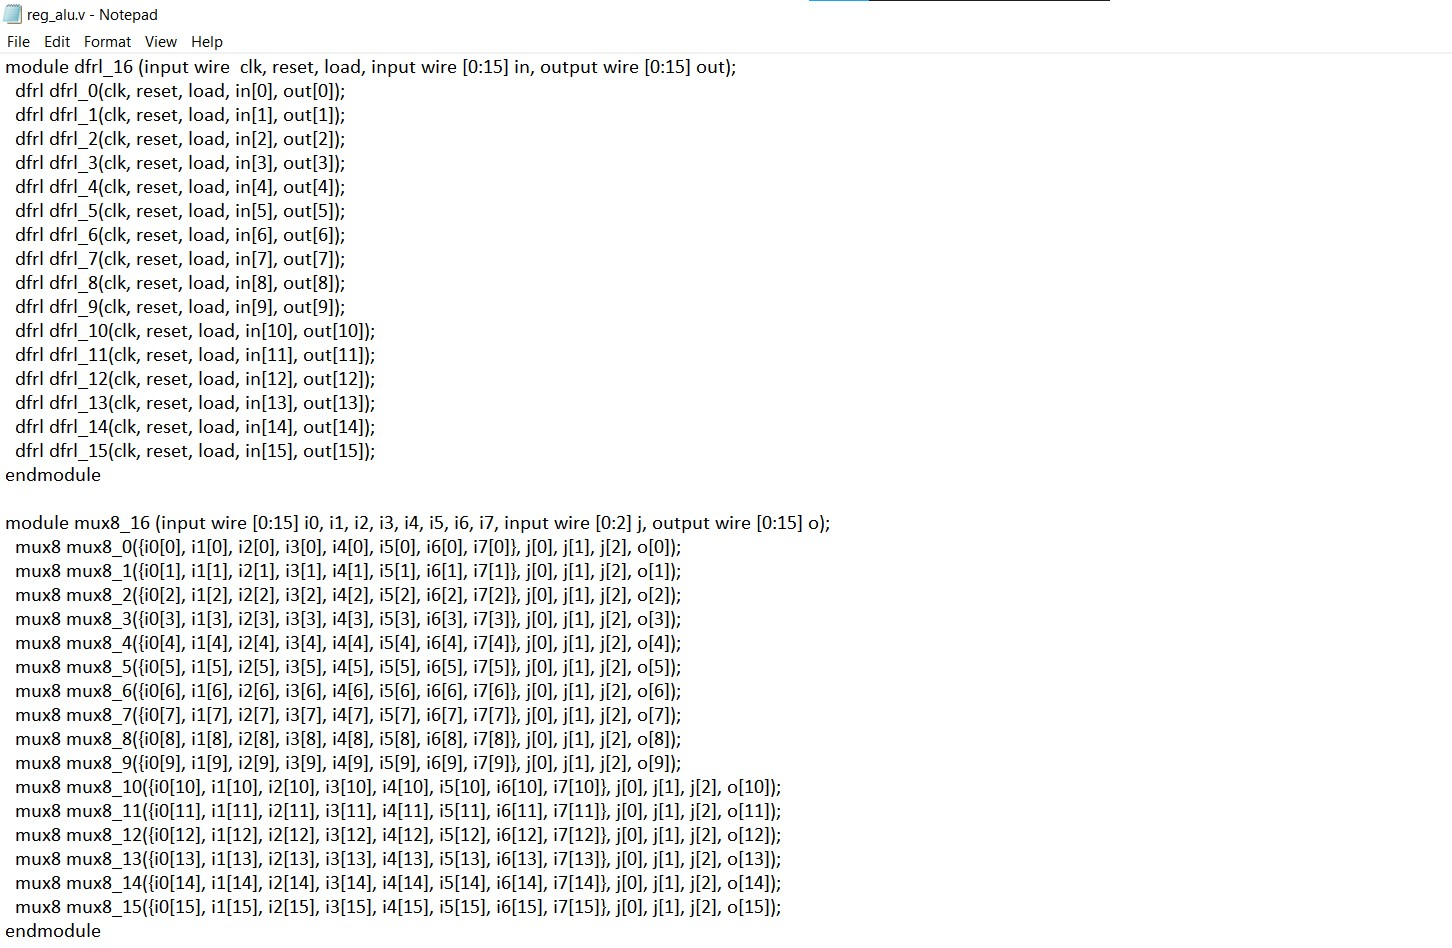 reg_alu.v - Notepad
File Edit Format View Help
module dfrl_16 (input wire  clk, reset, load, input wire [0:15] in, output wire [0:15] out);
  dfrl dfrl_0(clk, reset, load, in[0], out[0]);
  dfrl dfrl_1(clk, reset, load, in[1], out[1]);
  dfrl dfrl_2(clk, reset, load, in[2], out[2]);
  dfrl dfrl_3(clk, reset, load, in[3], out[3]);
  dfrl dfrl_4(clk, reset, load, in[4], out[4]);
  dfrl dfrl_5(clk, reset, load, in[5], out[5]);
  dfrl dfrl_6(clk, reset, load, in[6], out[6]);
  dfrl dfrl_7(clk, reset, load, in[7], out[7]);
  dfrl dfrl_8(clk, reset, load, in[8], out[8]);
  dfrl dfrl_9(clk, reset, load, in[9], out[9]);
  dfrl dfrl_10(clk, reset, load, in[10], out[10]);
  dfrl dfrl_11(clk, reset, load, in[11], out[11]);
  dfrl dfrl_12(clk, reset, load, in[12], out[12]);
  dfrl dfrl_13(clk, reset, load, in[13], out[13]);
  dfrl dfrl_14(clk, reset, load, in[14], out[14]);
  dfrl dfrl_15(clk, reset, load, in[15], out[15]);
endmodule

module mux8_16 (input wire [0:15] i0, i1, i2, i3, i4, i5, i6, i7, input wire [0:2] j, output wire [0:15] o);
  mux8 mux8_0({i0[0], i1[0], i2[0], i3[0], i4[0], i5[0], i6[0], i7[0]}, j[0], j[1], j[2], o[0]);
  mux8 mux8_1({i0[1], i1[1], i2[1], i3[1], i4[1], i5[1], i6[1], i7[1]}, j[0], j[1], j[2], o[1]);
  mux8 mux8_2({i0[2], i1[2], i2[2], i3[2], i4[2], i5[2], i6[2], i7[2]}, j[0], j[1], j[2], o[2]);
  mux8 mux8_3({i0[3], i1[3], i2[3], i3[3], i4[3], i5[3], i6[3], i7[3]}, j[0], j[1], j[2], o[3]);
  mux8 mux8_4({i0[4], i1[4], i2[4], i3[4], i4[4], i5[4], i6[4], i7[4]}, j[0], j[1], j[2], o[4]);
  mux8 mux8_5({i0[5], i1[5], i2[5], i3[5], i4[5], i5[5], i6[5], i7[5]}, j[0], j[1], j[2], o[5]);
  mux8 mux8_6({i0[6], i1[6], i2[6], i3[6], i4[6], i5[6], i6[6], i7[6]}, j[0], j[1], j[2], o[6]);
  mux8 mux8_7({i0[7], i1[7], i2[7], i3[7], i4[7], i5[7], i6[7], i7[7]}, j[0], j[1], j[2], o[7]);
  mux8 mux8_8({i0[8], i1[8], i2[8], i3[8], i4[8], i5[8], i6[8], i7[8]}, j[0], j[1], j[2], o[8]);
  mux8 mux8_9({i0[9], i1[9], i2[9], i3[9], i4[9], i5[9], i6[9], i7[9]}, j[0], j[1], j[2], o[9]);
  mux8 mux8_10({i0[10], i1[10], i2[10], i3[10], i4[10], i5[10], i6[10], i7[10]}, j[0], j[1], j[2], o[10]);
  mux8 mux8_11({i0[11], i1[11], i2[11], i3[11], i4[11], i5[11], i6[11], i7[11]}, j[0], j[1], j[2], o[11]);
  mux8 mux8_12({i0[12], i1[12], i2[12], i3[12], i4[12], i5[12], i6[12], i7[12]}, j[0], j[1], j[2], o[12]);
  mux8 mux8_13({i0[13], i1[13], i2[13], i3[13], i4[13], i5[13], i6[13], i7[13]}, j[0], j[1], j[2], o[13]);
  mux8 mux8_14({i0[14], i1[14], i2[14], i3[14], i4[14], i5[14], i6[14], i7[14]}, j[0], j[1], j[2], o[14]);
  mux8 mux8_15({i0[15], i1[15], i2[15], i3[15], i4[15], i5[15], i6[15], i7[15]}, j[0], j[1], j[2], o[15]);
endmodule